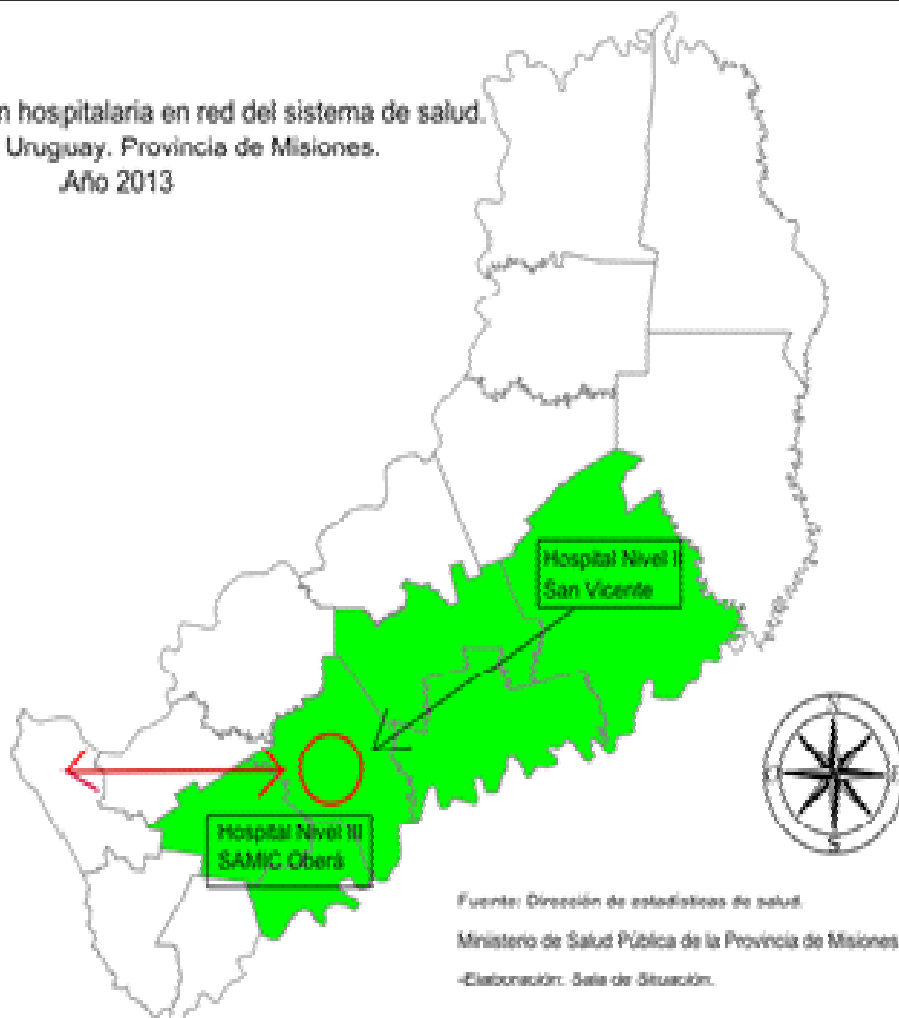 n hospitalaria en red del sistema de salud.
Uruguay. Provincia de Misiones.
Año 2013
Hospital Nivel I
San Vicente
Hospital Nivel III
SAMIC Oberá
N
S
Fuente: Dirección de estadísticas de salud.
Ministerio de Salud Pública de la Provincia de Misiones
-Elaboración: Sala de Situación.